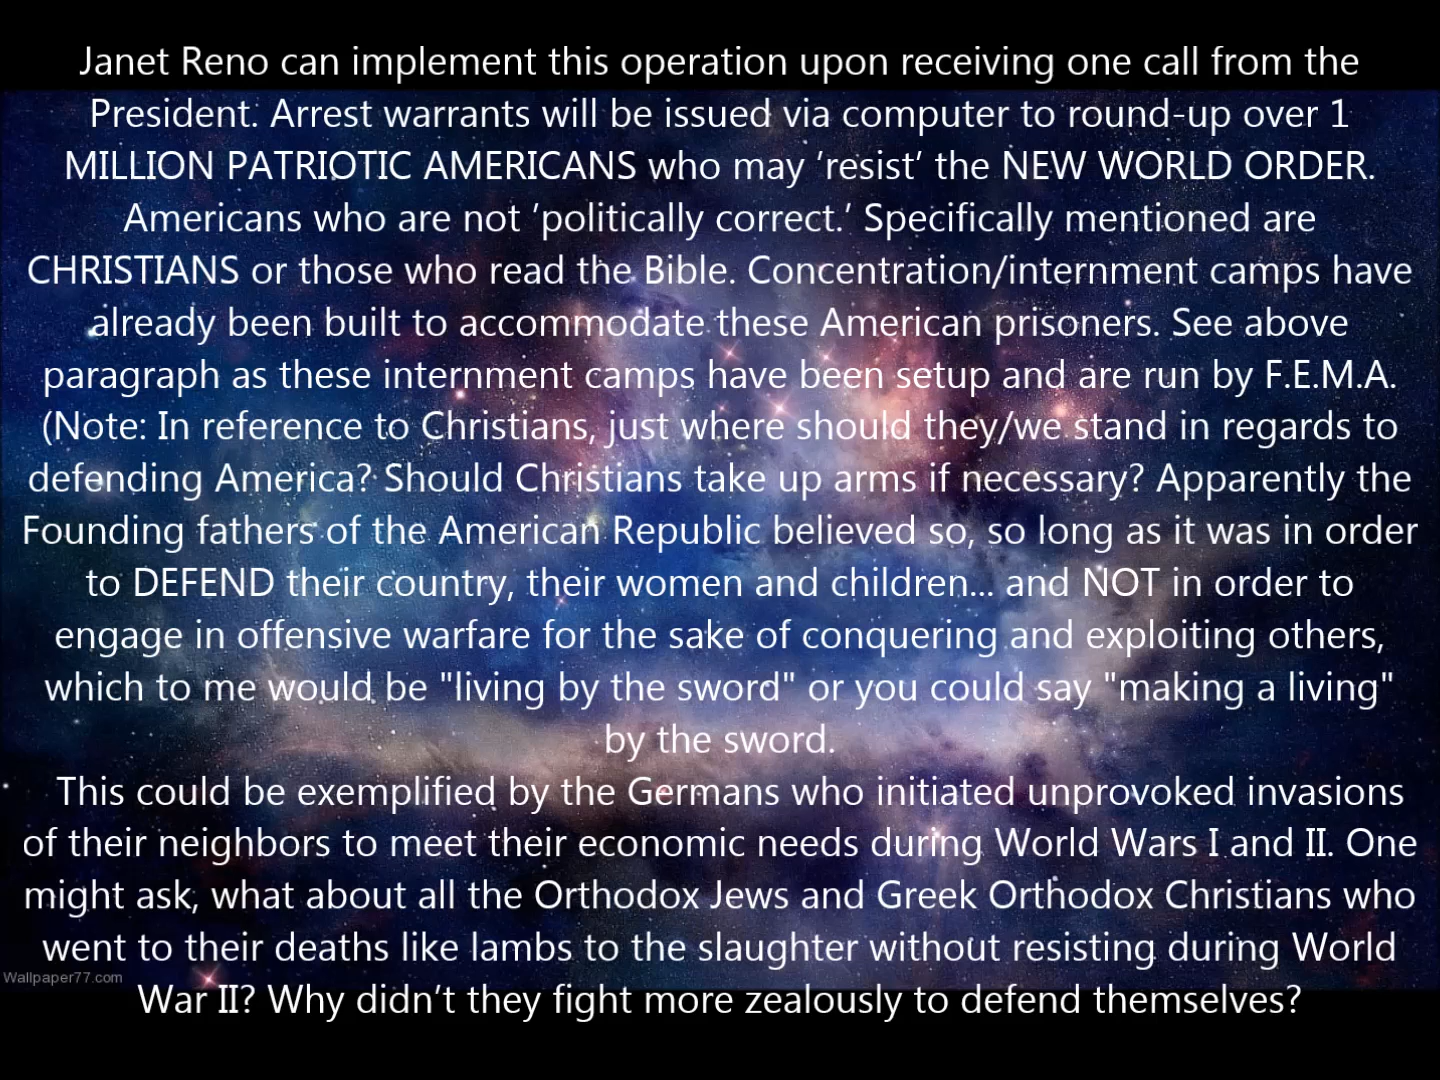 Janet Reno can implement this operation upon receiving one call from the
President. Arrest warrants will be issued via computer to round-up over 1
MILLION PATRIOTIC AMERICANS who may ’resist’ the NEW WORLD ORDER.
Americans who are not ’politically correct.’ Specifically mentioned are
CHRISTIANS or those who read the Bible. Concentration/internment camps have
already been built to accommodate these American prisoners. See above
paragraph as these internment camps have been setup and are run by F.E.M.A.
(Note: In reference to Christians, just where should they/we stand in regards to
defending America? Should Christians take up arms if necessary? Apparently the
Founding fathers of the American Republic believed so, so long as it was in order
to DEFEND their country, their women and children... and NOT in order to
engage in offensive warfare for the sake of conquering and exploiting others,
which to me would be "living by the sword" or you could say "making a living"
by the sword.
This could be exemplified by the Germans who initiated unprovoked invasions
of their neighbors to meet their economic needs during World Wars I and II. One
might ask, what about all the Orthodox Jews and Greek Orthodox Christians who
went to their deaths like lambs to the slaughter without resisting during World
Wallpaper77.com
War II? Why didn’t they fight more zealously to defend themselves?